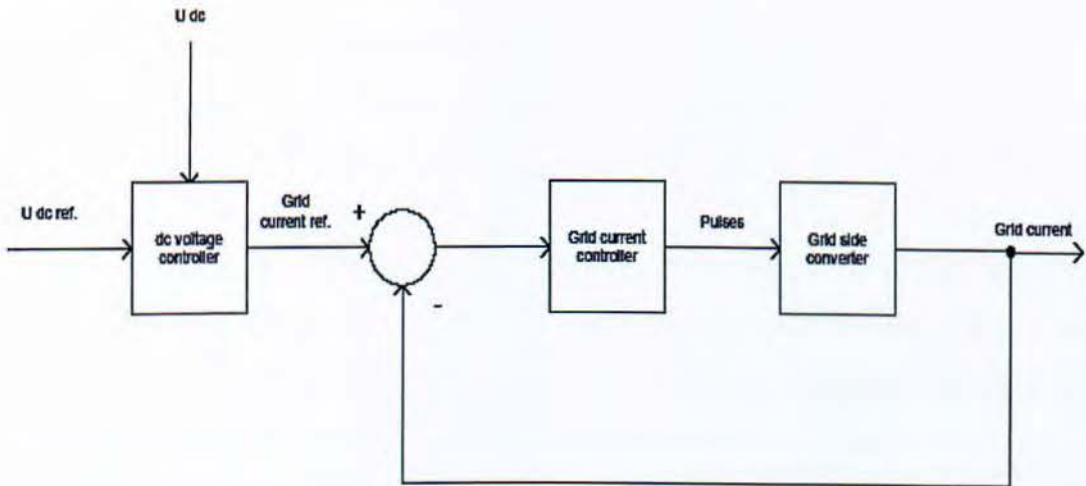 U dc
U dc ref.
dc voltage
controller
Grid
current ref.
+
-
Grid current
controller
Pulses
Grid side
converter
Grid current